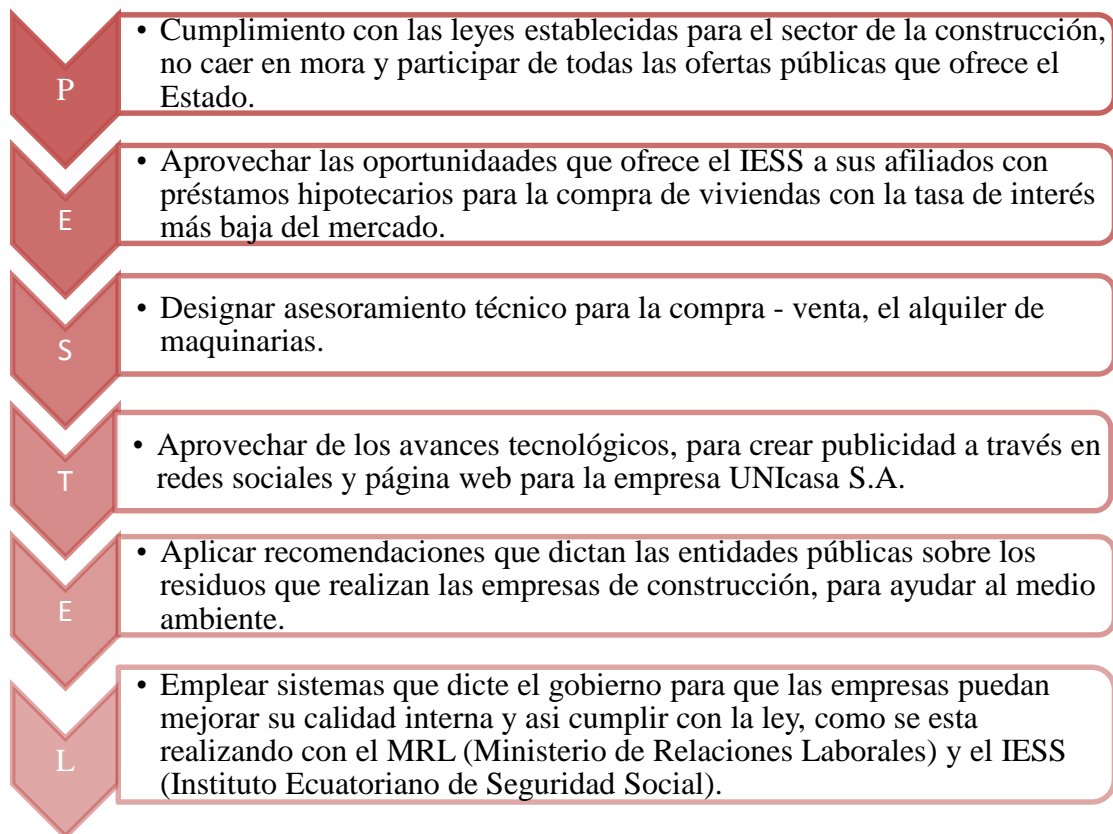 P
• Cumplimiento con las leyes establecidas para el sector de la construcción,
no caer en mora y participar de todas las ofertas públicas que ofrece el
Estado.
E
• Aprovechar las oportunidaades que ofrece el IESS a sus afiliados con
préstamos hipotecarios para la compra de viviendas con la tasa de interés
más baja del mercado.
S
• Designar asesoramiento técnico para la compra - venta, el alquiler de
maquinarias.
T
• Aprovechar de los avances tecnológicos, para crear publicidad a través en
redes sociales y página web para la empresa UNIcasa S.A.
E
• Aplicar recomendaciones que dictan las entidades públicas sobre los
residuos que realizan las empresas de construcción, para ayudar al medio
ambiente.
L
• Emplear sistemas que dicte el gobierno para que las empresas puedan
mejorar su calidad interna y asi cumplir con la ley, como se esta
realizando con el MRL (Ministerio de Relaciones Laborales) y el IESS
(Instituto Ecuatoriano de Seguridad Social).